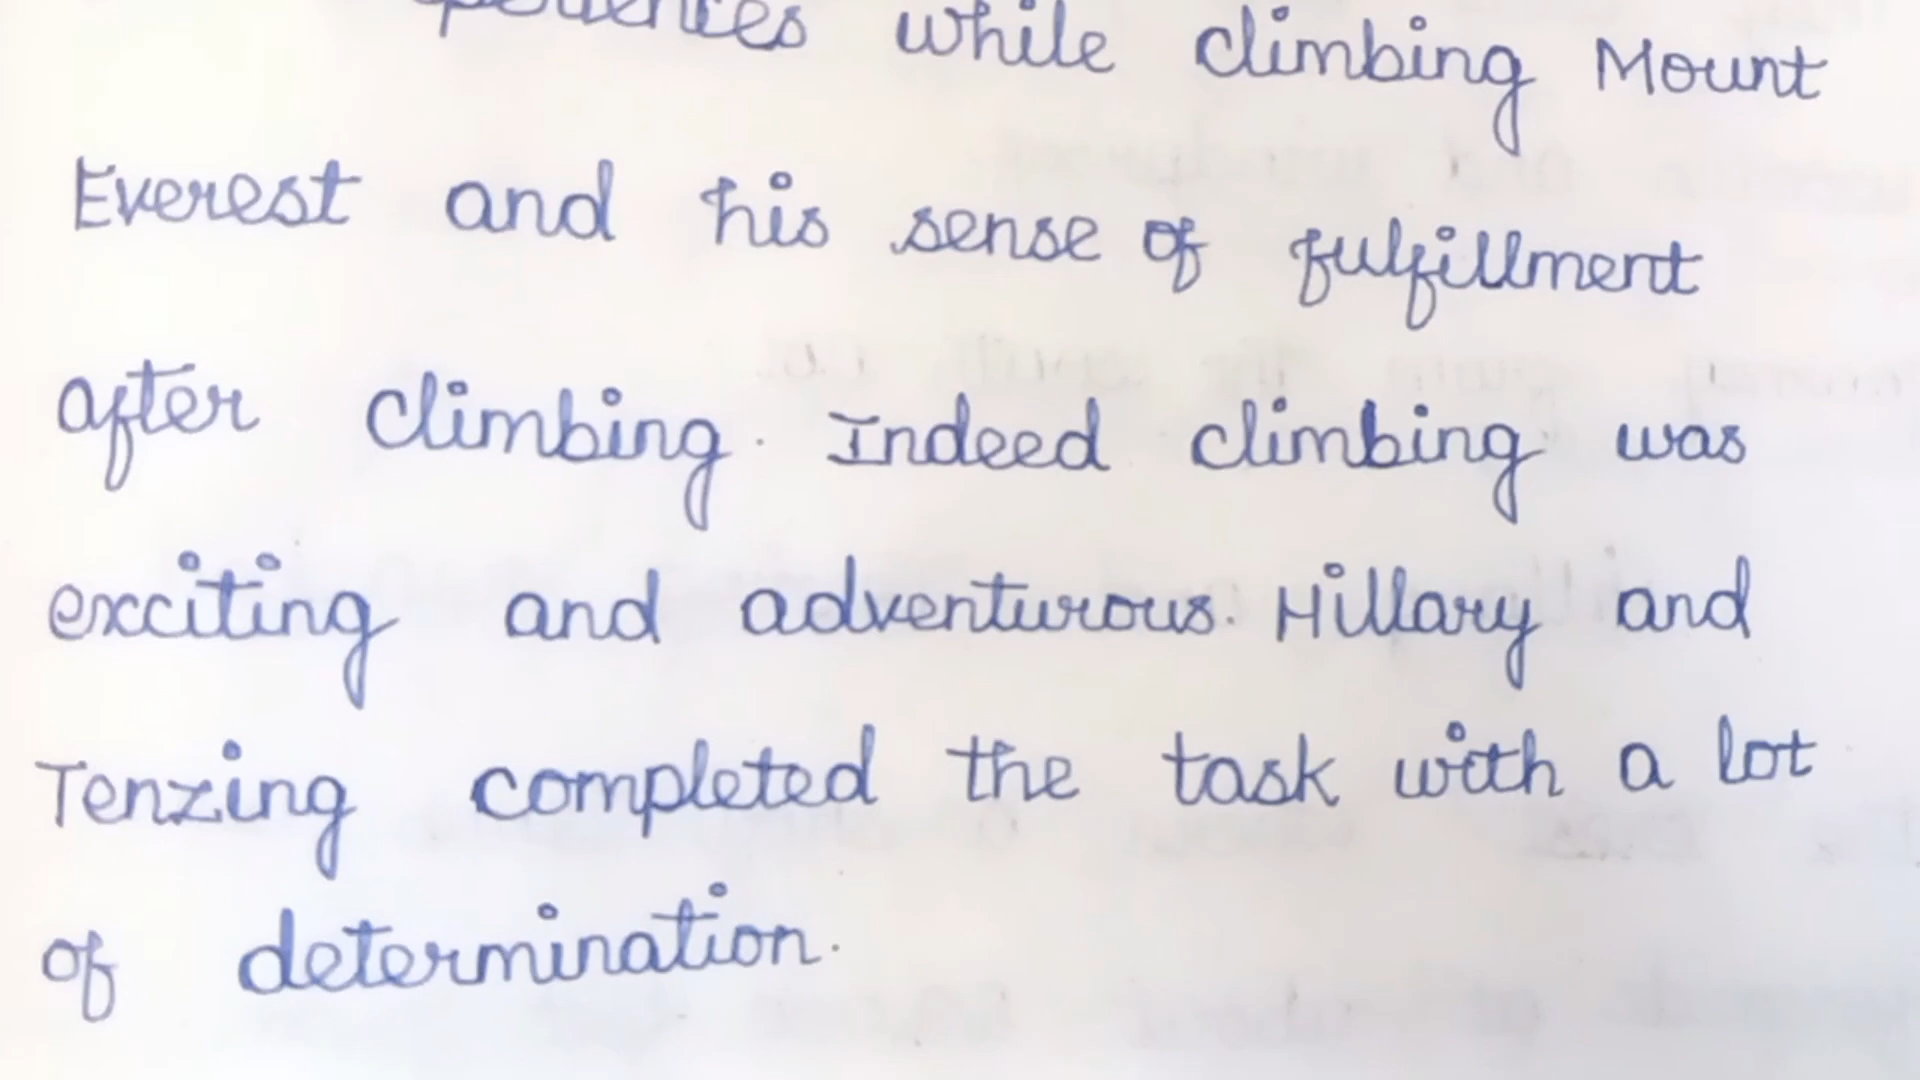 experiences while climbing Mount
Everest and his sense of fulfillment
after climbing. Indeed climbing was
exciting and adventurous. Hillary and
Tenzing completed the task with a lot
of determination.